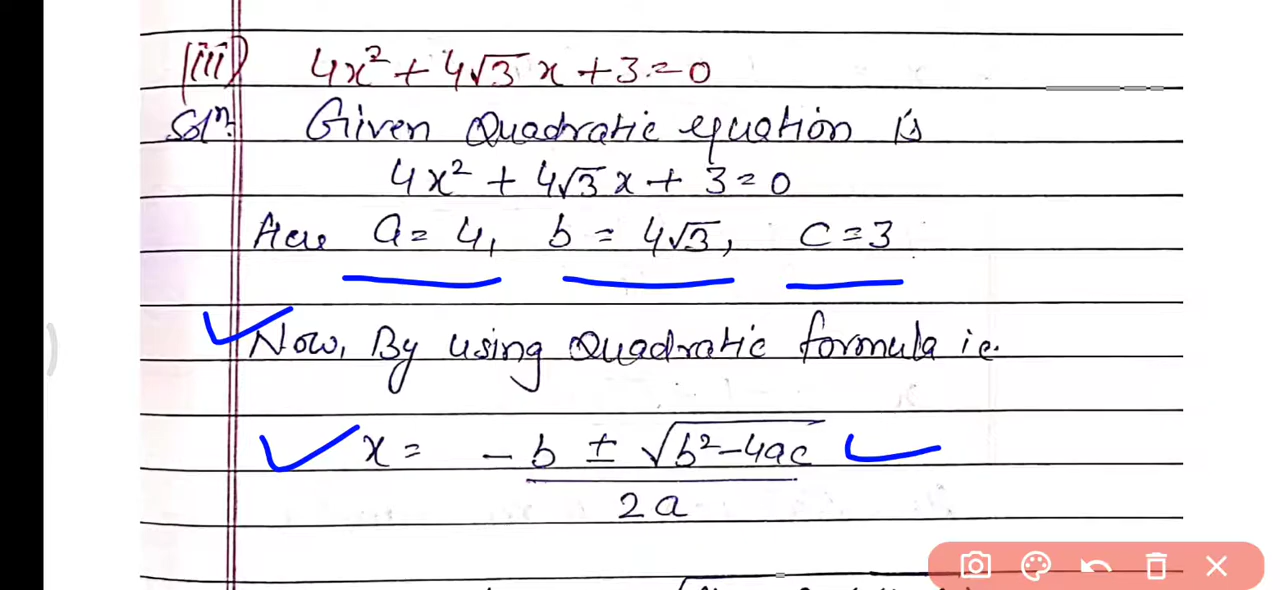 (iii) 4x² + 4√3 x + 3 = 0
Solⁿ. Given Quadratic equation is
4x² + 4√3 x + 3 = 0
Here a = 4, b = 4√3, c = 3
Now, By using Quadratic formula i.e.
x = -b ± √b²-4ac
2a